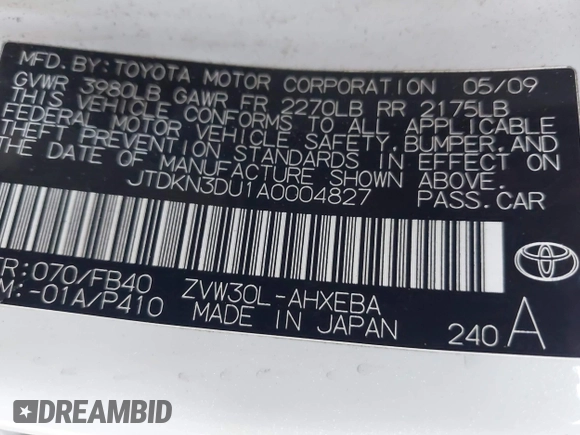 MFD. BY: TOYOTA MOTOR CORPORATION 05/09
GVWR 3980LB GAWR FR 2270LB RR 2175LB
THIS VEHICLE CONFORMS TO ALL APPLICABLE
FEDERAL MOTOR VEHICLE SAFETY, BUMPER, AND
THEFT PREVENTION STANDARDS IN EFFECT ON
THE DATE OF MANUFACTURE SHOWN ABOVE.
JTDKN3DU1A0004827 PASS. CAR
TR:070/FB40 ZVW30L-AHXEBA
M:-01A/P410 MADE IN JAPAN 240 A
TOYOTA
DREAMBID